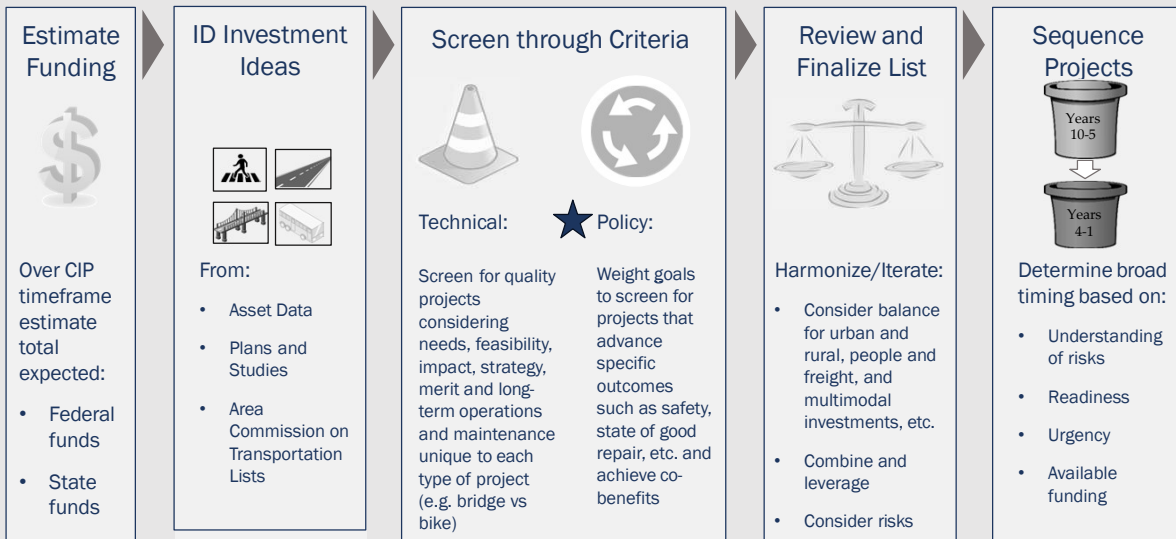 Estimate
Funding
Over CIP
timeframe
estimate
total
expected:
• Federal
funds
• State
funds
ID Investment
Ideas
From:
• Asset Data
• Plans and
Studies
• Area
Commission on
Transportation
Lists
Screen through Criteria
Technical:
Screen for quality
projects
considering
needs, feasibility,
impact, strategy,
merit and long-
term operations
and maintenance
unique to each
type of project
(e.g. bridge vs
bike)
Policy:
Weight goals
to screen for
projects that
advance
specific
outcomes
such as safety,
state of good
repair, etc. and
achieve co-
benefits
Review and
Finalize List
Harmonize/Iterate:
• Consider balance
for urban and
rural, people and
freight, and
multimodal
investments, etc.
• Combine and
leverage
• Consider risks
Sequence
Projects
Years
10-5
Years
4-1
Determine broad
timing based on:
• Understanding
of risks
• Readiness
• Urgency
• Available
funding